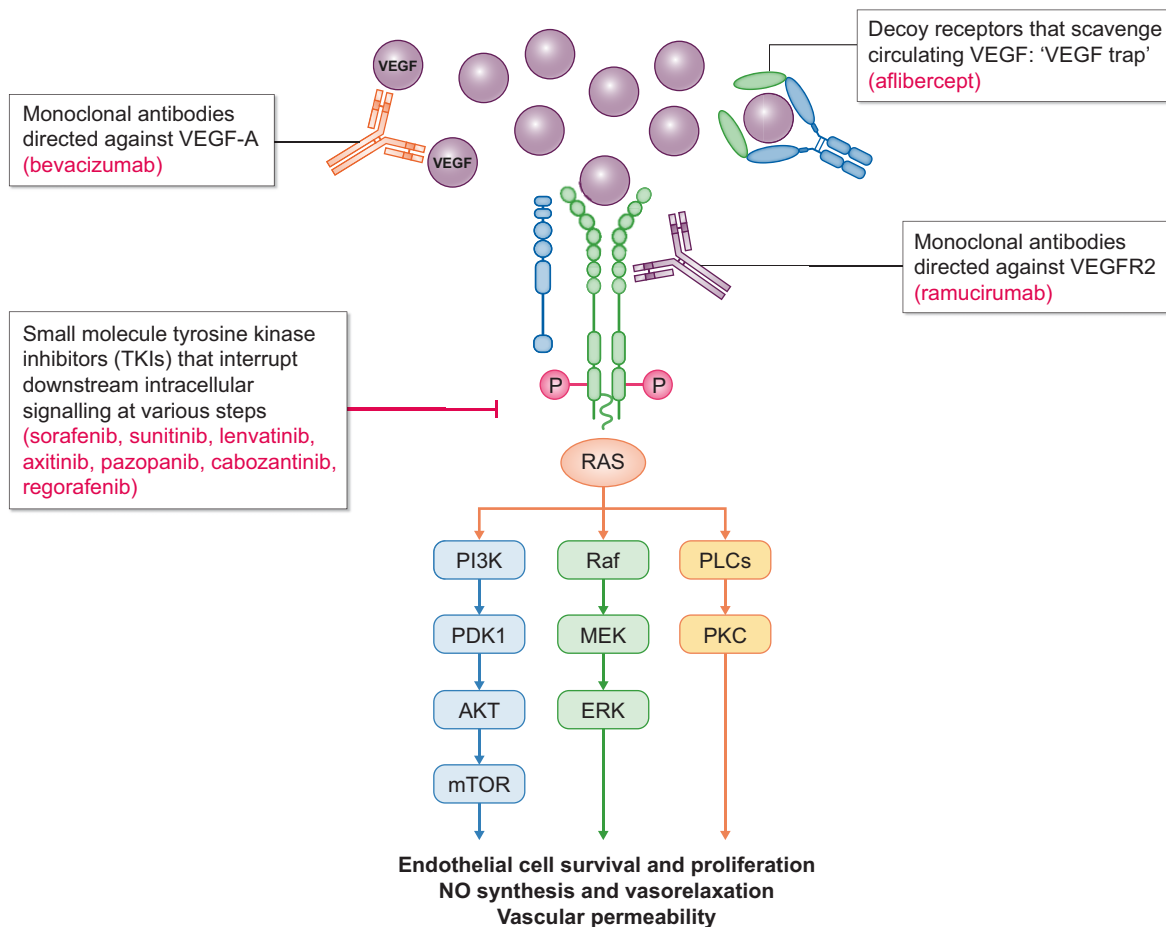 VEGF
VEGF
Decoy receptors that scavenge
circulating VEGF: ‘VEGF trap’
(aflibercept)
Monoclonal antibodies
directed against VEGF-A
(bevacizumab)
Monoclonal antibodies
directed against VEGFR2
(ramucirumab)
Small molecule tyrosine kinase
inhibitors (TKIs) that interrupt
downstream intracellular
signalling at various steps
(sorafenib, sunitinib, lenvatinib,
axitinib, pazopanib, cabozantinib,
regorafenib)
P
P
RAS
PI3K
Raf
PLCs
PDK1
MEK
PKC
AKT
ERK
mTOR
Endothelial cell survival and proliferation
NO synthesis and vasorelaxation
Vascular permeability